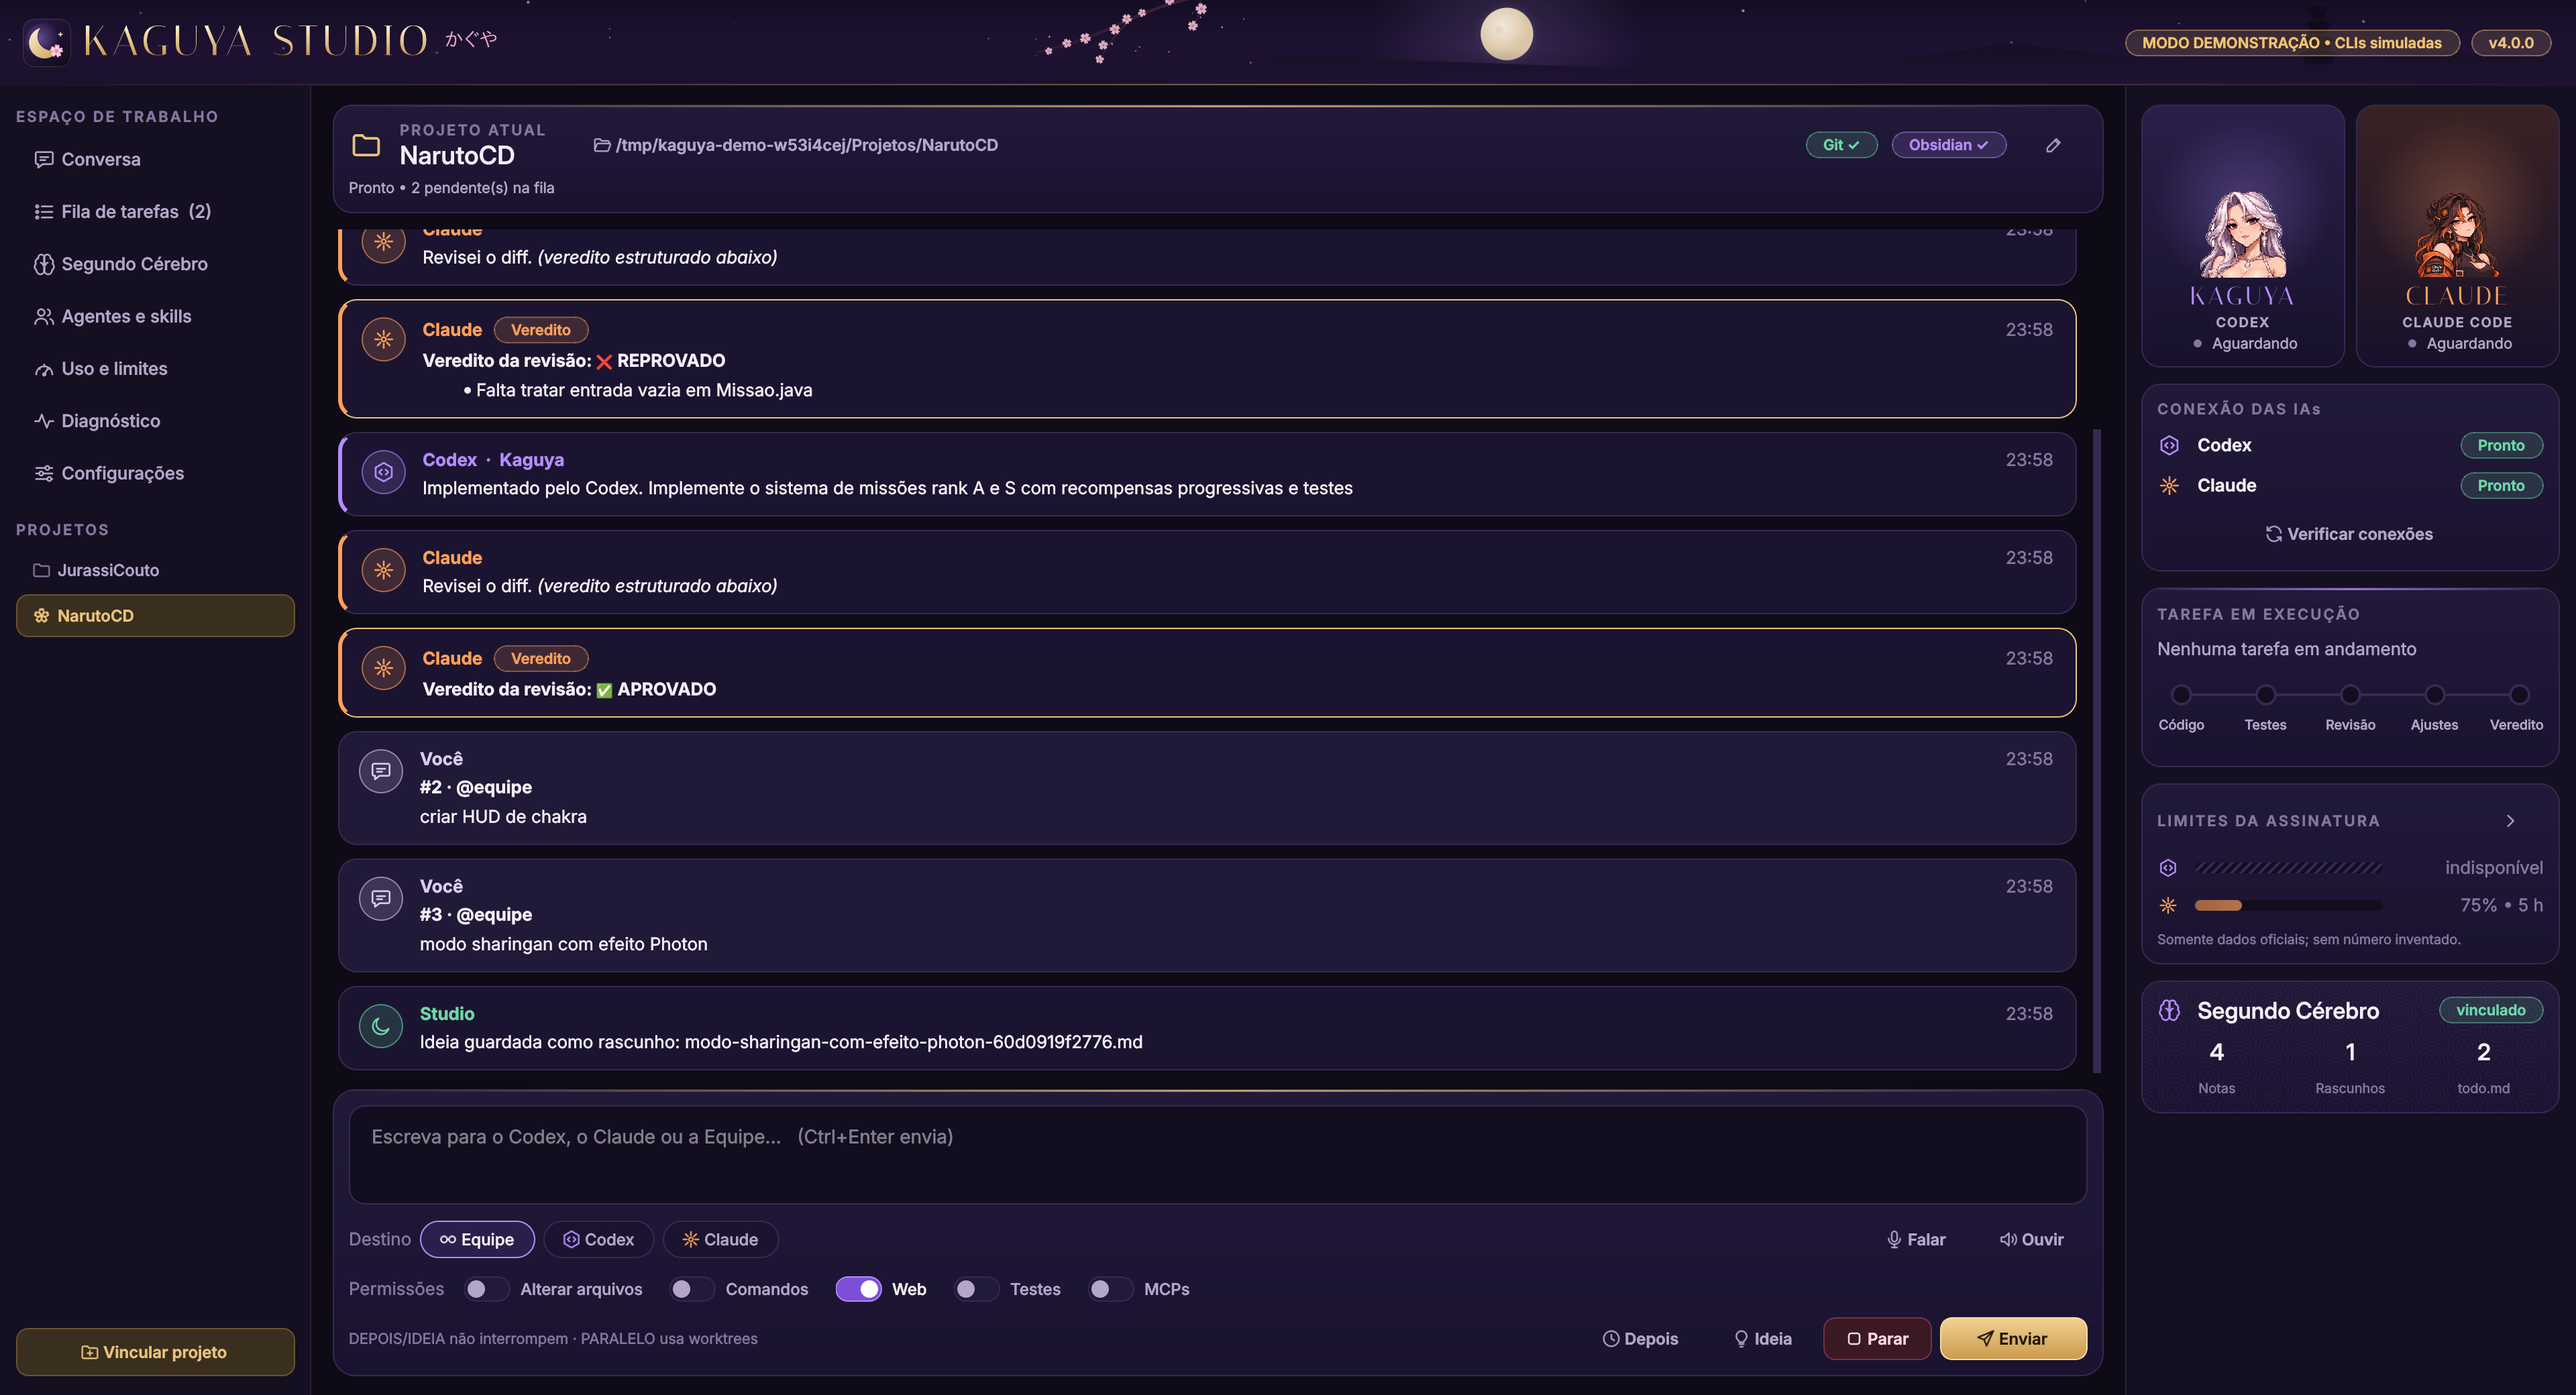 KAGUYA STUDIO かぐや
MODO DEMONSTRAÇÃO • CLIs simuladas
v4.0.0
ESPAÇO DE TRABALHO
Conversa
Fila de tarefas (2)
Segundo Cérebro
Agentes e skills
Uso e limites
Diagnóstico
Configurações
PROJETOS
JurassiCouto
NarutoCD
Vincular projeto
PROJETO ATUAL
NarutoCD
/tmp/kaguya-demo-w53i4cej/Projetos/NarutoCD
Git ✓
Obsidian ✓
Pronto • 2 pendente(s) na fila
Claude 23:58
Revisei o diff. (veredito estruturado abaixo)
Claude Veredito 23:58
Veredito da revisão: ❌ REPROVADO
• Falta tratar entrada vazia em Missao.java
Codex · Kaguya 23:58
Implementado pelo Codex. Implemente o sistema de missões rank A e S com recompensas progressivas e testes
Claude 23:58
Revisei o diff. (veredito estruturado abaixo)
Claude Veredito 23:58
Veredito da revisão: ✅ APROVADO
Você 23:58
#2 · @equipe
criar HUD de chakra
Você 23:58
#3 · @equipe
modo sharingan com efeito Photon
Studio 23:58
Ideia guardada como rascunho: modo-sharingan-com-efeito-photon-60d0919f2776.md
Escreva para o Codex, o Claude ou a Equipe... (Ctrl+Enter envia)
Destino Equipe Codex Claude Falar Ouvir
Permissões Alterar arquivos Comandos Web Testes MCPs
DEPOIS/IDEIA não interrompem · PARALELO usa worktrees
Depois Ideia Parar Enviar
KAGUYA
CODEX
Aguardando
CLAUDE
CLAUDE CODE
Aguardando
CONEXÃO DAS IAs
Codex Pronto
Claude Pronto
Verificar conexões
TAREFA EM EXECUÇÃO
Nenhuma tarefa em andamento
Código Testes Revisão Ajustes Veredito
LIMITES DA ASSINATURA
indisponível
75% • 5 h
Somente dados oficiais; sem número inventado.
Segundo Cérebro vinculado
4 1 2
Notas Rascunhos todo.md